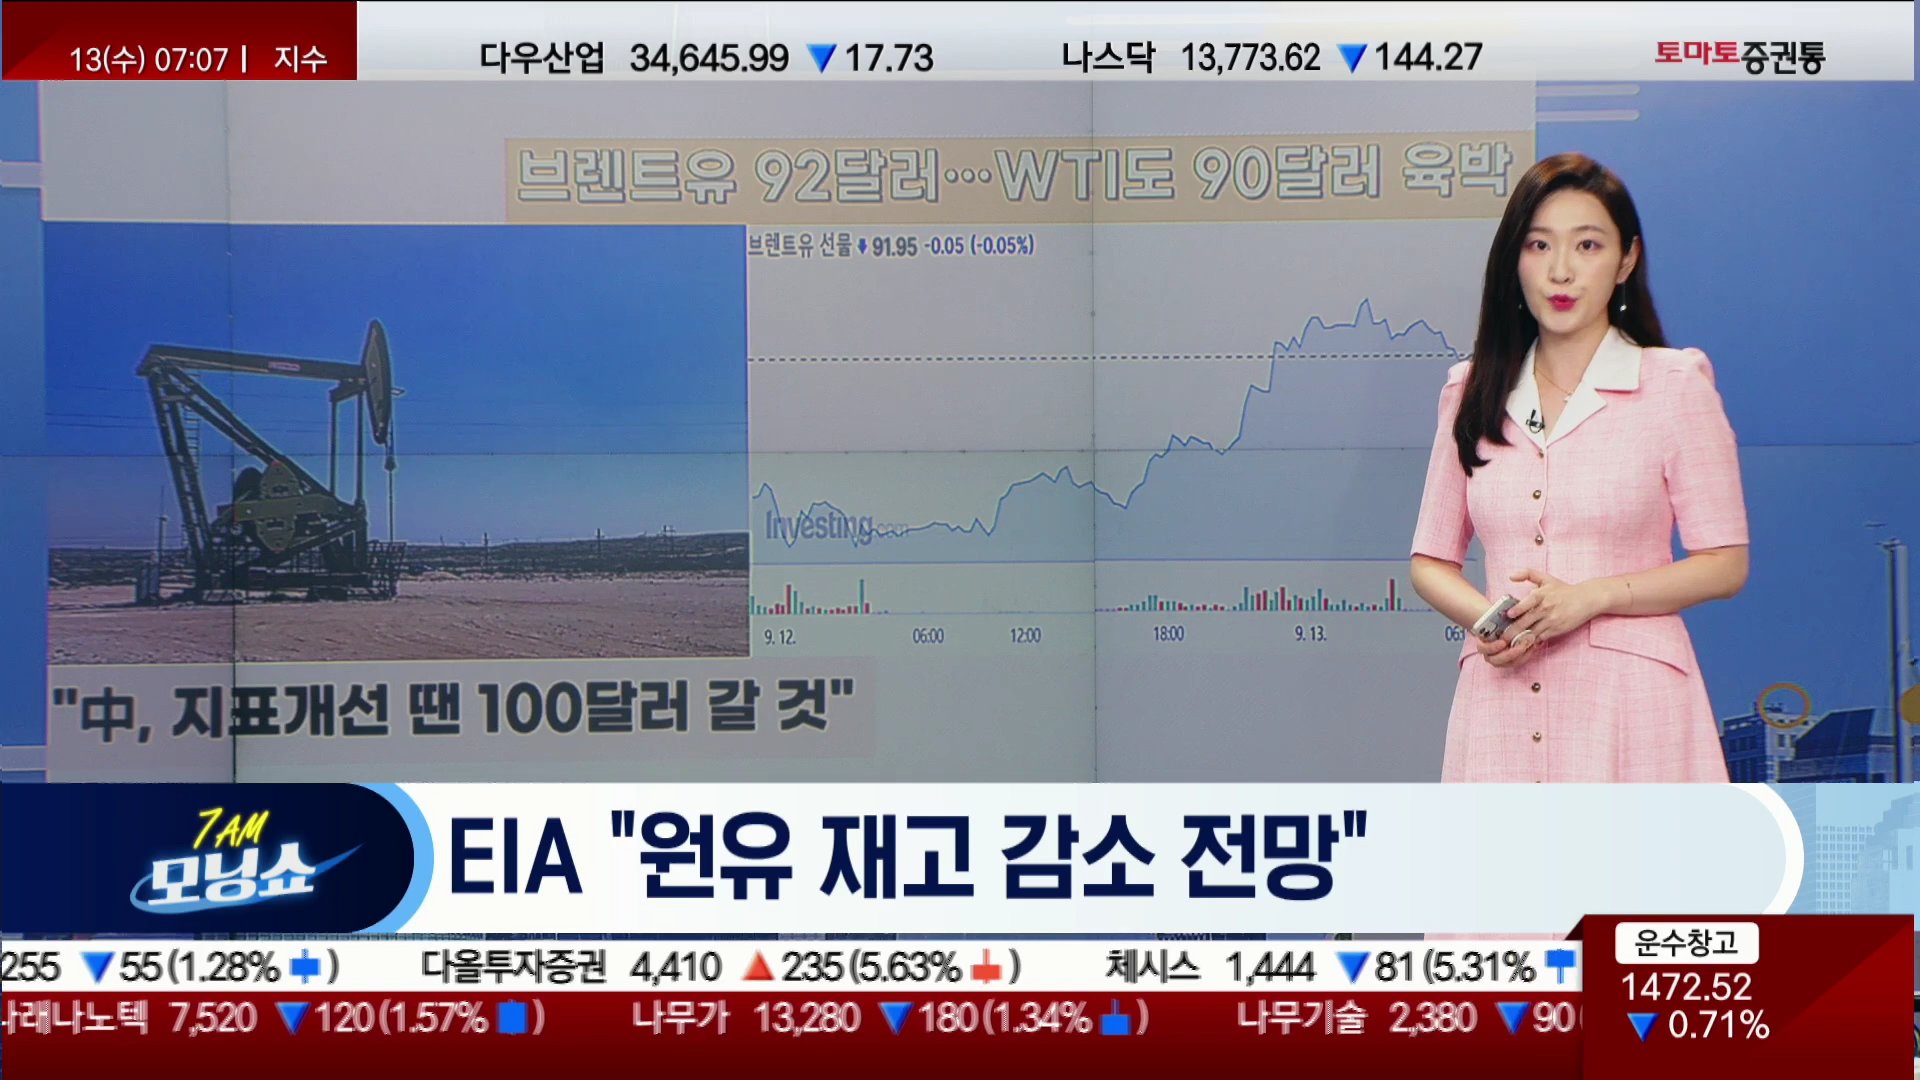 13(수) 07:07 | 지수
다우산업 34,645.99 ▼17.73
나스닥 13,773.62 ▼144.27
토마토증권통
브렌트유 92달러…WTI도 90달러 육박
브렌트유 선물 91.95 -0.05 (-0.05%)
Investing.com
9. 12. 06:00 12:00 18:00 9. 13.
"中, 지표개선 땐 100달러 갈 것"
7AM
모닝쇼
EIA "원유 재고 감소 전망"
255 ▼55(1.28% ) 다올투자증권 4,410 ▲235(5.63% ) 체시스 1,444 ▼81(5.31%
나래나노텍 7,520 ▼120(1.57% ) 나무가 13,280 ▼180(1.34% ) 나무기술 2,380 ▼90(
운수창고
1472.52
▼0.71%